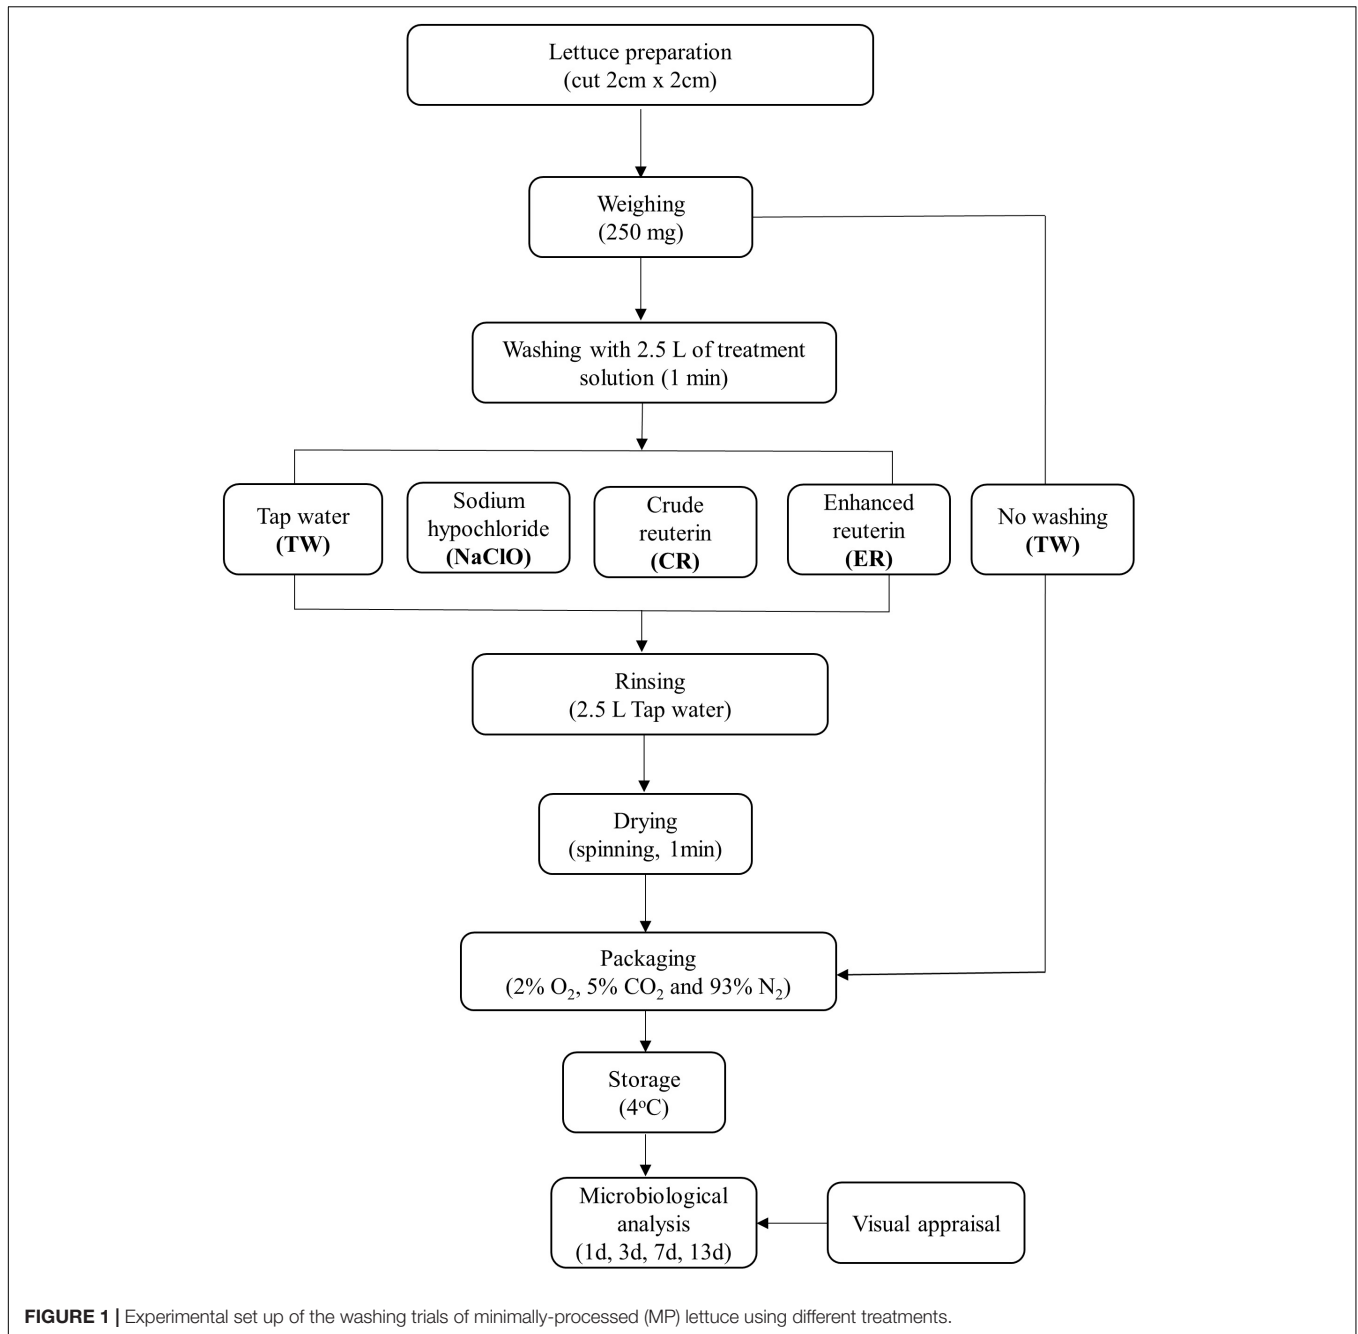 Lettuce preparation
(cut 2cm x 2cm)
Weighing
(250 mg)
Washing with 2.5 L of treatment
solution (1 min)
Tap water
(TW)
Sodium
hypochloride
(NaClO)
Crude
reuterin
(CR)
Enhanced
reuterin
(ER)
No washing
(TW)
Rinsing
(2.5 L Tap water)
Drying
(spinning, 1min)
Packaging
(2% O₂, 5% CO₂ and 93% N₂)
Storage
(4ºC)
Microbiological
analysis
(1d, 3d, 7d, 13d)
Visual appraisal
FIGURE 1 | Experimental set up of the washing trials of minimally-processed (MP) lettuce using different treatments.